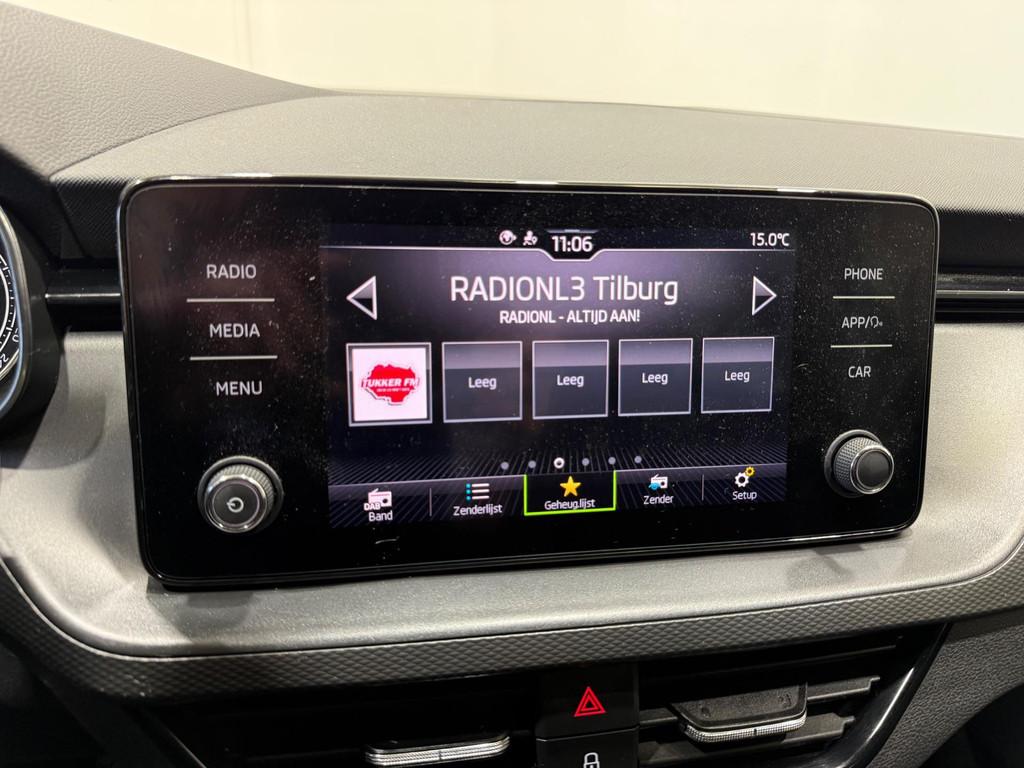 11:06
15.0°C
RADIO
MEDIA
MENU
RADIONL3 Tilburg
RADIONL - ALTIJD AAN!
TUKKER FM
Leeg
Leeg
Leeg
Leeg
DAB
Band
Zenderlijst
Geheug.lijst
Zender
Setup
PHONE
APP/
CAR